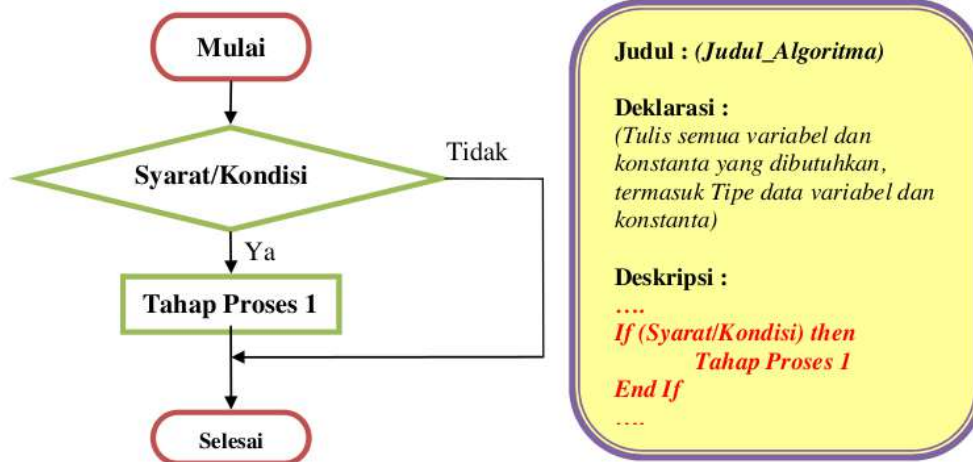 Mulai
Syarat/Kondisi
Tidak
Ya
Tahap Proses 1
Selesai
Judul : (Judul_Algoritma)
Deklarasi :
(Tulis semua variabel dan
konstanta yang dibutuhkan,
termasuk Tipe data variabel dan
konstanta)
Deskripsi :
....
If (Syarat/Kondisi) then
Tahap Proses 1
End If
....